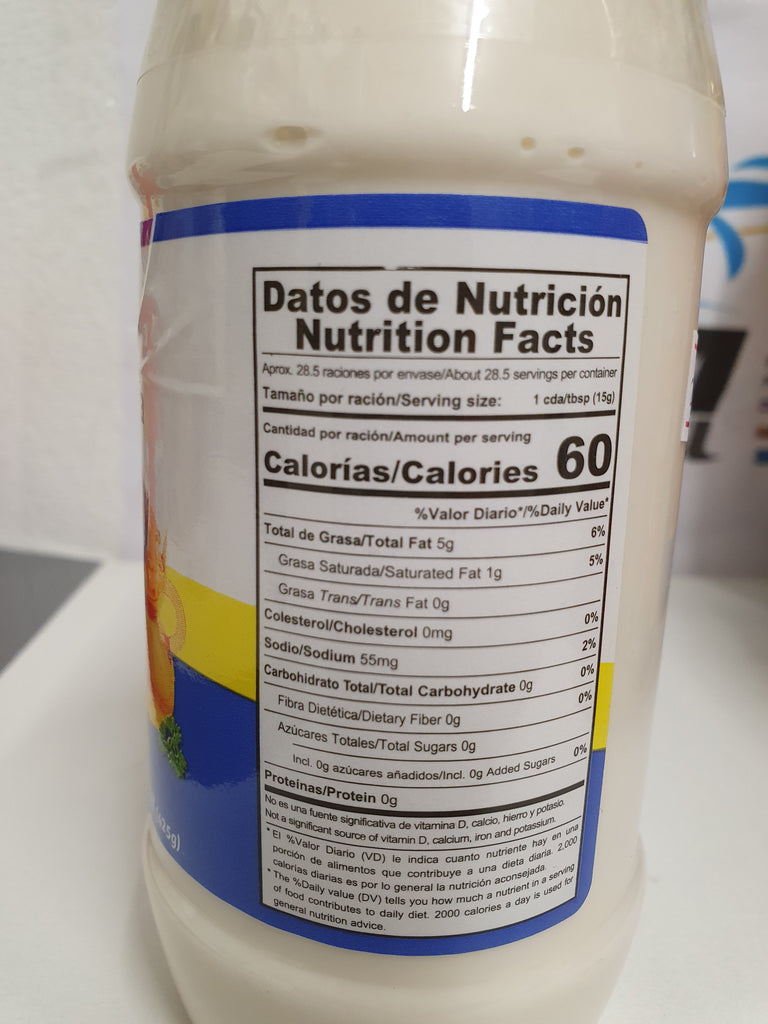 Datos de Nutrición
Nutrition Facts
Aprox. 28.5 raciones por envase/About 28.5 servings per container
Tamaño por ración/Serving size: 1 cda/tbsp (15g)
Cantidad por ración/Amount per serving
Calorías/Calories 60
%Valor Diario*/%Daily Value*
Total de Grasa/Total Fat 5g 6%
Grasa Saturada/Saturated Fat 1g 5%
Grasa Trans/Trans Fat 0g
Colesterol/Cholesterol 0mg 0%
Sodio/Sodium 55mg 2%
Carbohidrato Total/Total Carbohydrate 0g 0%
Fibra Dietética/Dietary Fiber 0g 0%
Azúcares Totales/Total Sugars 0g
Incl. 0g azúcares añadidos/Incl. 0g Added Sugars 0%
Proteínas/Protein 0g
No es una fuente significativa de vitamina D, calcio, hierro y potasio.
Not a significant source of vitamin D, calcium, iron and potassium.
* El %Valor Diario (VD) le indica cuanto nutriente hay en una
porción de alimentos que contribuye a una dieta diaria. 2,000
calorías diarias es por lo general la nutrición aconsejada.
* The %Daily value (DV) tells you how much a nutrient in a serving
of food contributes to daily diet. 2000 calories a day is used for
general nutrition advice.
425g)